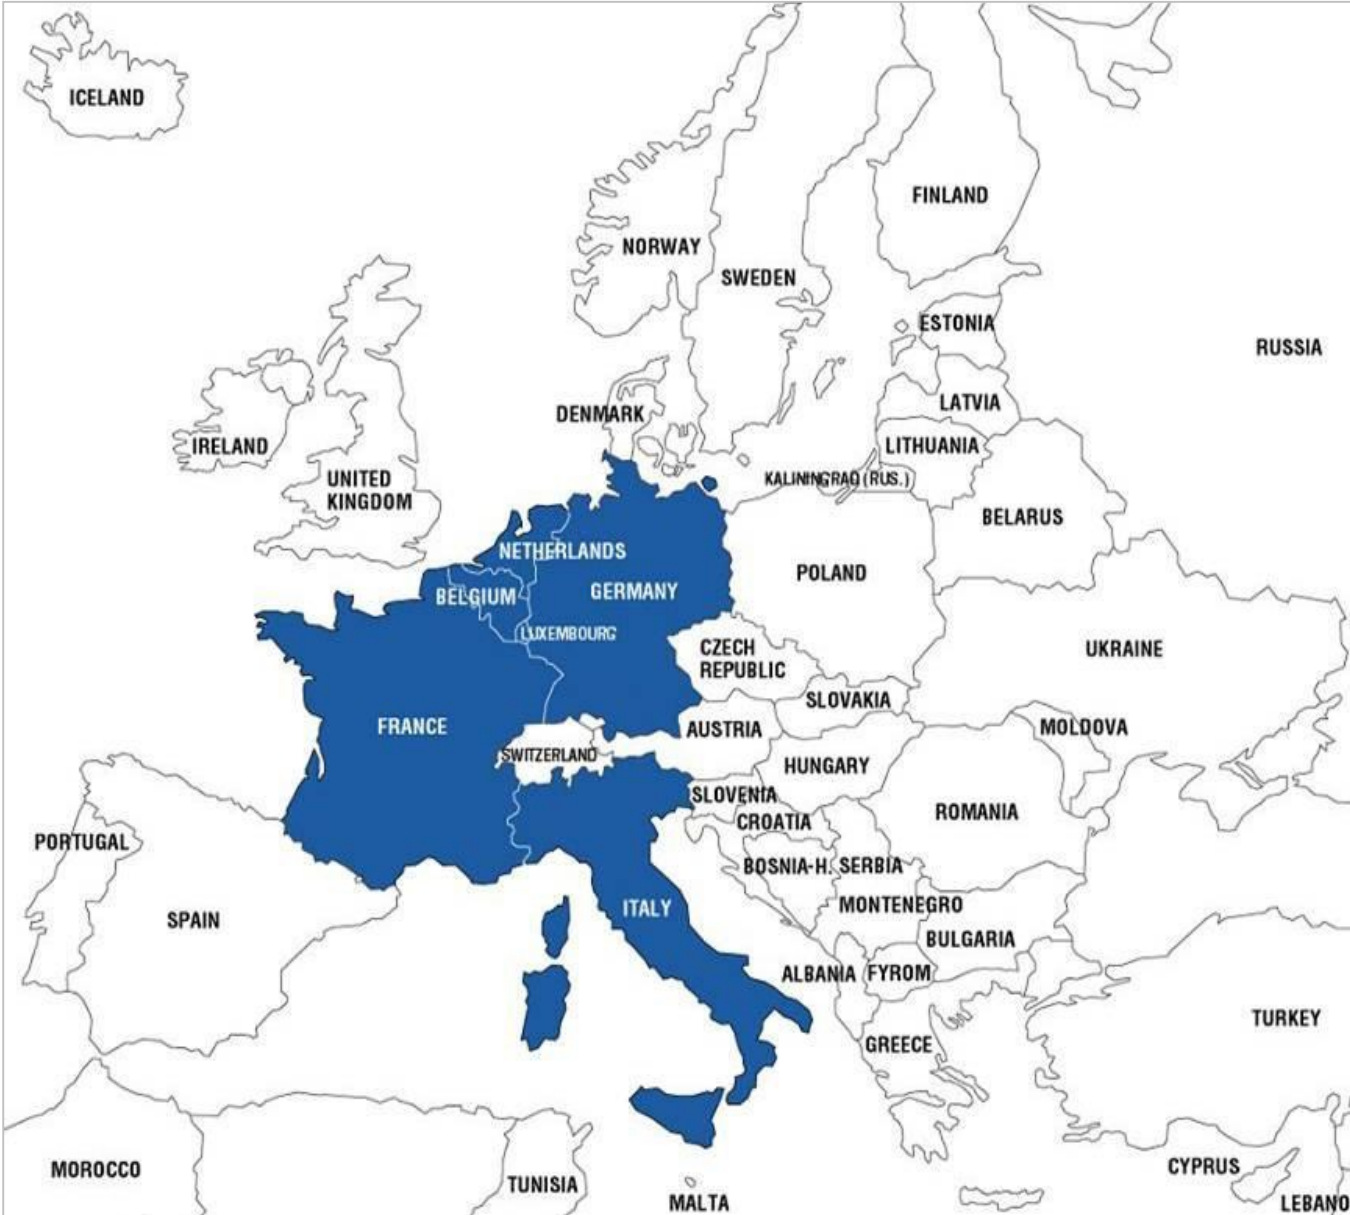 ICELAND
FINLAND
NORWAY
SWEDEN
ESTONIA
RUSSIA
LATVIA
DENMARK
LITHUANIA
IRELAND
UNITED
KINGDOM
KALININGRAD (RUS.)
BELARUS
NETHERLANDS
POLAND
GERMANY
BELGIUM
LUXEMBOURG
CZECH
REPUBLIC
UKRAINE
SLOVAKIA
FRANCE
AUSTRIA
MOLDOVA
SWITZERLAND
HUNGARY
SLOVENIA
ROMANIA
CROATIA
PORTUGAL
BOSNIA-H.
SERBIA
MONTENEGRO
ITALY
SPAIN
BULGARIA
ALBANIA
FYROM
TURKEY
GREECE
CYPRUS
MOROCCO
TUNISIA
MALTA
LEBANO